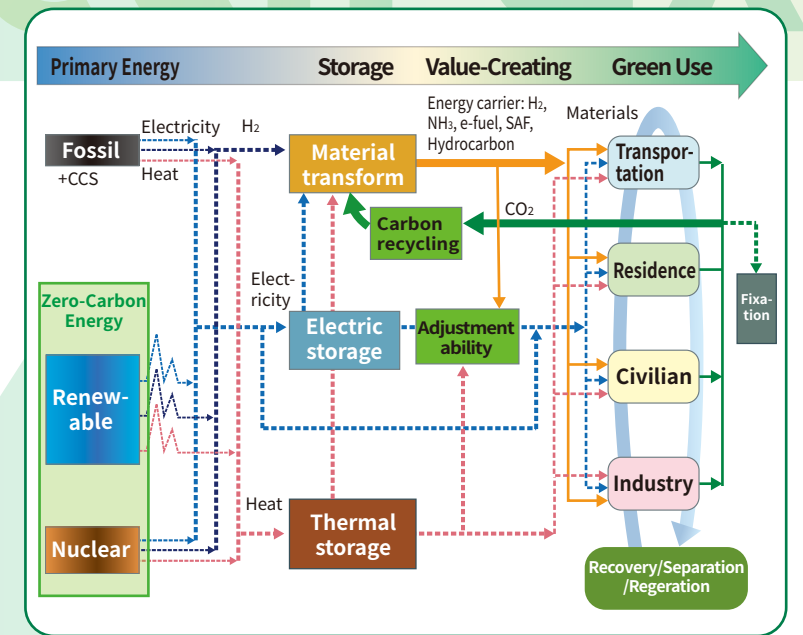 Primary Energy
Storage
Value-Creating
Green Use
Energy carrier: H₂,
NH₃, e-fuel, SAF,
Hydrocarbon
Materials
Electricity
H₂
Fossil
+CCS
Heat
Material
transform
Transpor-
tation
CO₂
Carbon
recycling
Elect-
ricity
Residence
Fixa-
tion
Zero-Carbon
Energy
Electric
storage
Adjustment
ability
Renew-
able
Civilian
Industry
Heat
Thermal
storage
Nuclear
Recovery/Separation
/Regeration